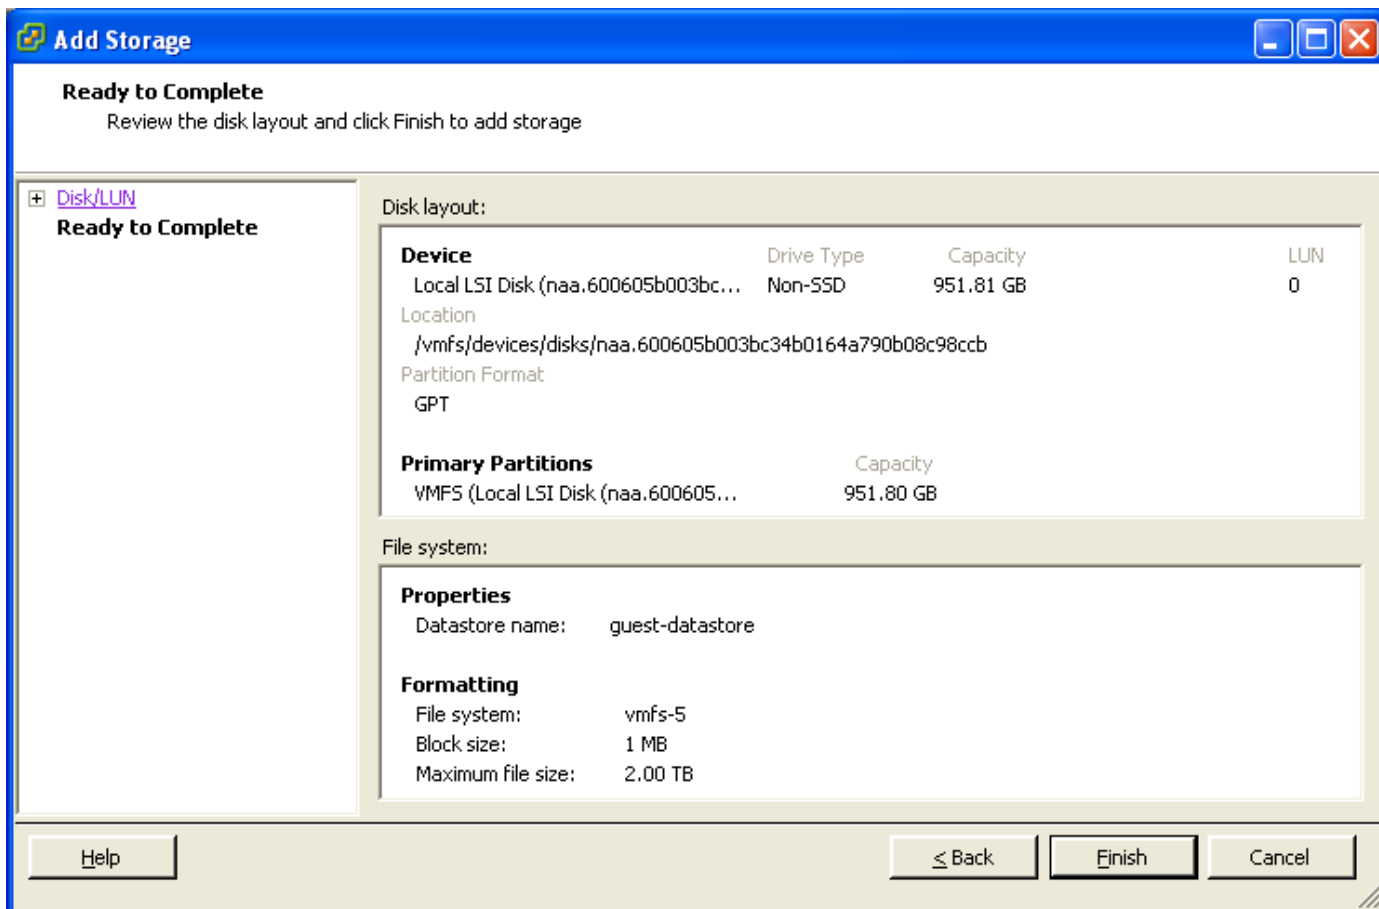 Add Storage
Ready to Complete
Review the disk layout and click Finish to add storage
Disk/LUN
Ready to Complete
Disk layout:
Device Drive Type Capacity LUN
Local LSI Disk (naa.600605b003bc... Non-SSD 951.81 GB 0
Location
/vmfs/devices/disks/naa.600605b003bc34b0164a790b08c98ccb
Partition Format
GPT
Primary Partitions Capacity
VMFS (Local LSI Disk (naa.600605... 951.80 GB
File system:
Properties
Datastore name: guest-datastore
Formatting
File system: vmfs-5
Block size: 1 MB
Maximum file size: 2.00 TB
Help < Back Finish Cancel